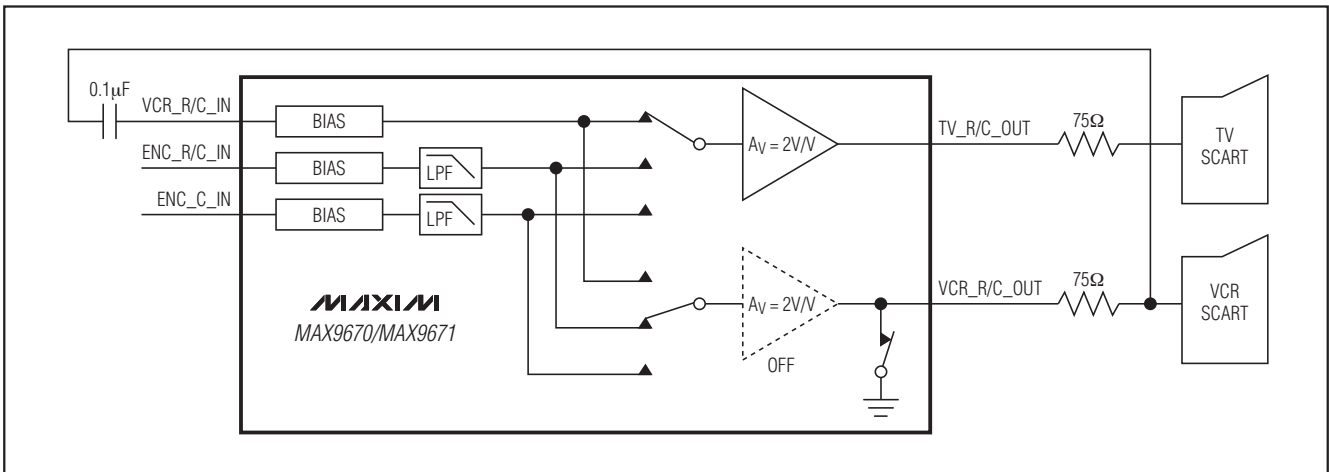 0.1μF
VCR_R/C_IN
BIAS
ENC_R/C_IN
BIAS
LPF
ENC_C_IN
BIAS
LPF
AV = 2V/V
TV_R/C_OUT
75Ω
TV
SCART
MAXIM
MAX9670/MAX9671
AV = 2V/V
OFF
VCR_R/C_OUT
75Ω
VCR
SCART